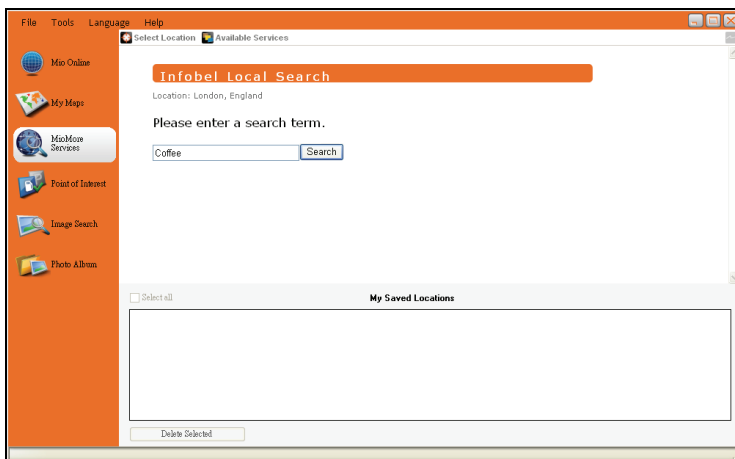 File Tools Language Help
Select Location Available Services
Mio Online
My Maps
MioMore
Services
Point of Interest
Image Search
Photo Album
Infobel Local Search
Location: London, England
Please enter a search term.
Coffee Search
Select all My Saved Locations
Delete Selected